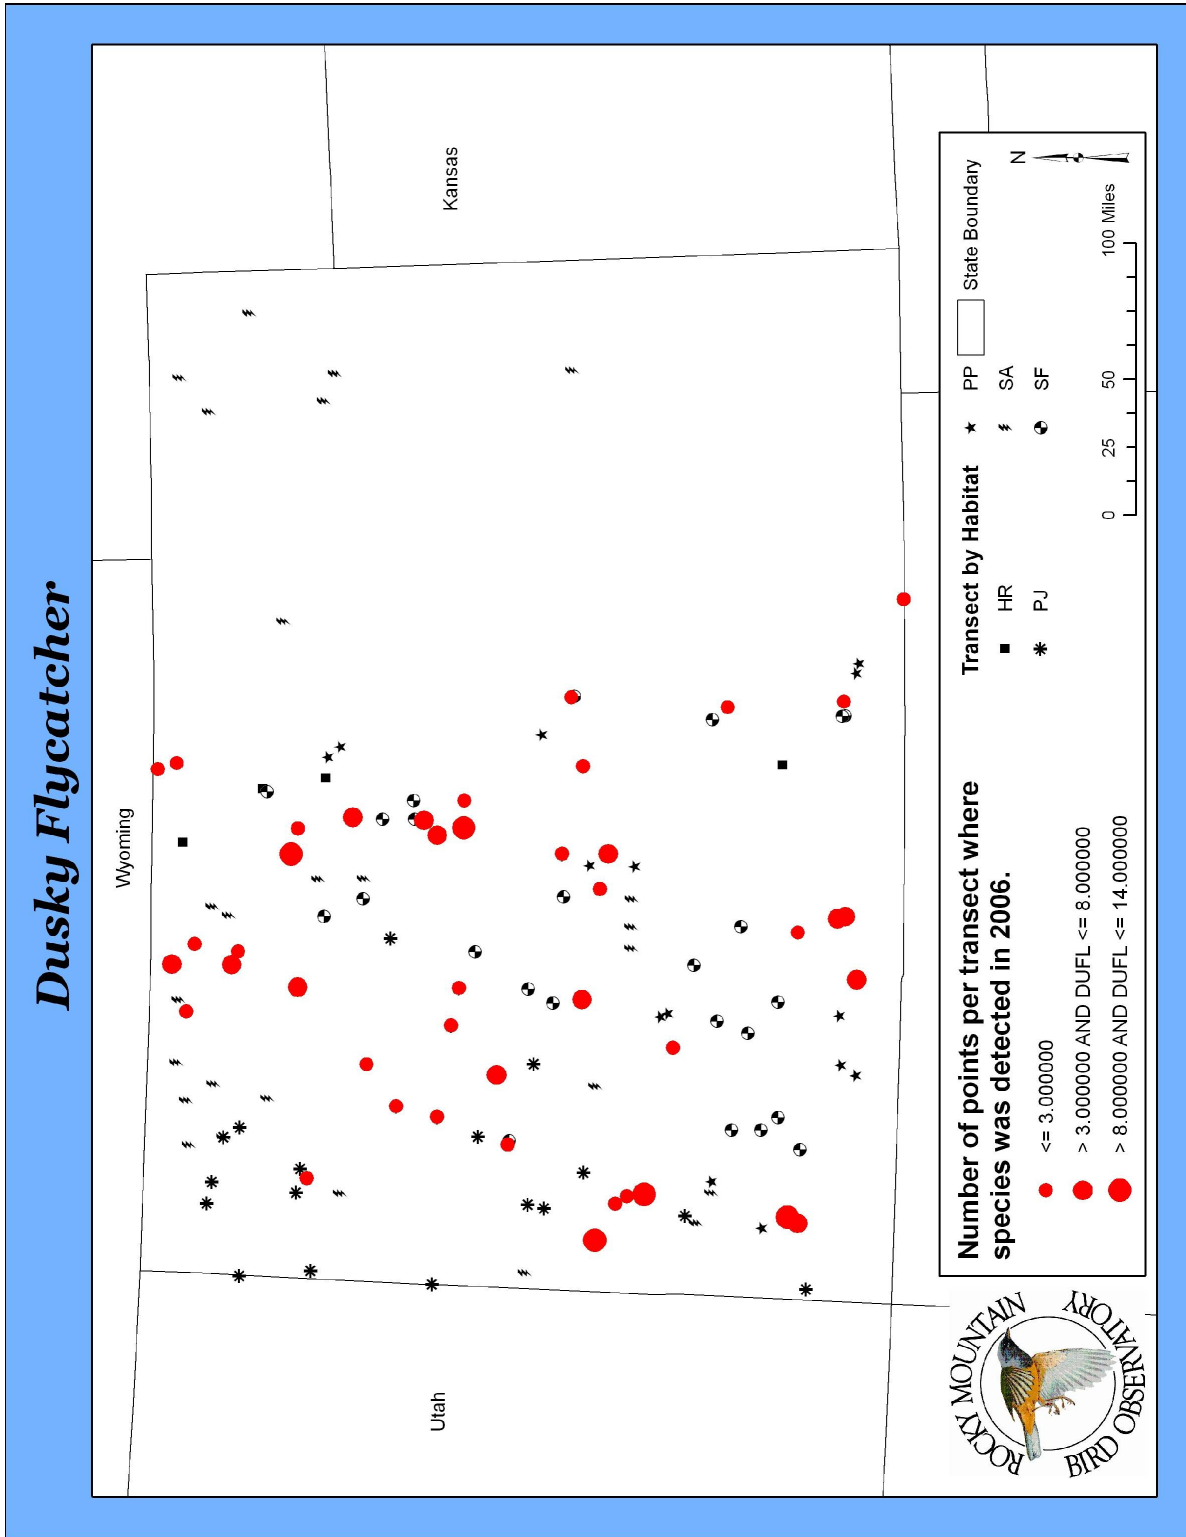 Dusky Flycatcher
Wyoming
Kansas
Utah
Number of points per transect where
species was detected in 2006.
<= 3.000000
> 3.000000 AND DUFL <= 8.000000
> 8.000000 AND DUFL <= 14.000000
Transect by Habitat
HR
PJ
PP
SA
SF
State Boundary
N
0 25 50 100 Miles
ROCKY MOUNTAIN
BIRD OBSERVATORY